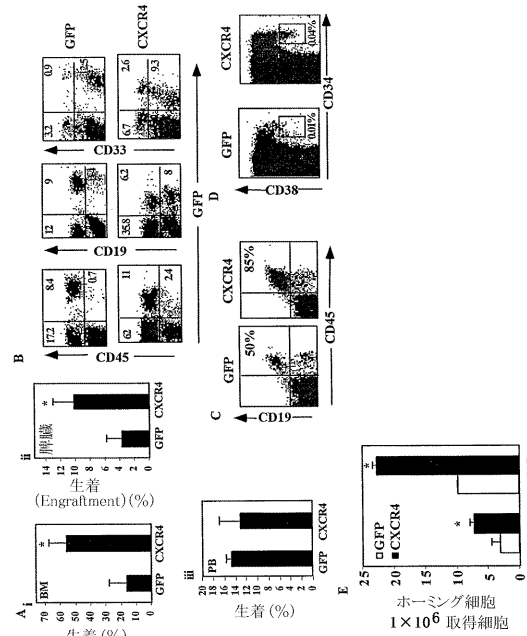 A
i
BM
70
60
50
40
30
20
10
0
*
GFP
CXCR4
生着 (%)
ii
脾臓
14
12
10
8
6
4
2
0
*
GFP
CXCR4
生着
(Engraftment) (%)
iii
PB
20
16
12
8
4
0
GFP
CXCR4
生着 (%)
B
GFP
CXCR4
17.2
8.4
0.7
62
11
2.4
CD45
12
9
35.8
6.2
8
CD19
3.2
0.9
2.5
6.7
2.6
9.3
CD33
GFP
C
GFP
50%
CXCR4
85%
CD19
CD45
D
GFP
0.01%
CXCR4
0.04%
CD38
CD34
E
25
20
15
10
5
0
GFP
CXCR4
*
*
ホーミング細胞
1×10⁶ 取得細胞